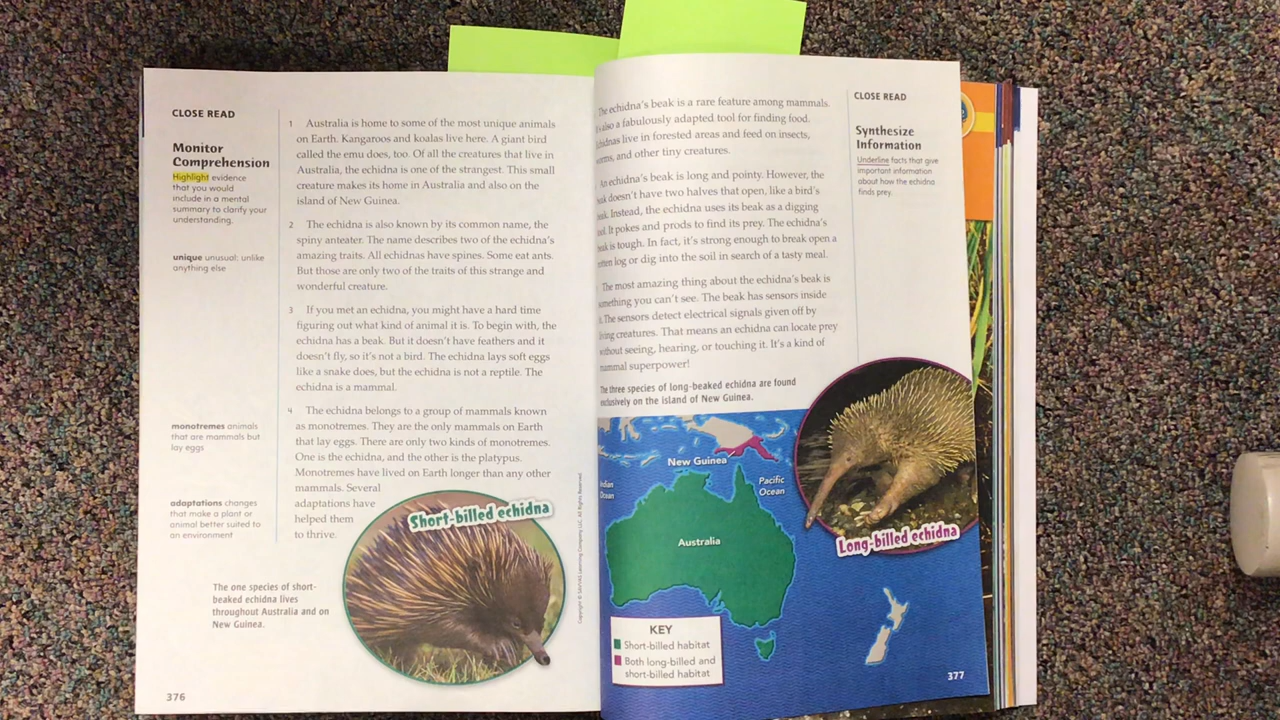 CLOSE READ
Monitor
Comprehension
Highlight evidence
that you would
include in a mental
summary to clarify your
understanding.
unique unusual; unlike
anything else
monotremes animals
that are mammals but
lay eggs
adaptations changes
that make a plant or
animal better suited to
an environment
1 Australia is home to some of the most unique animals
on Earth. Kangaroos and koalas live here. A giant bird
called the emu does, too. Of all the creatures that live in
Australia, the echidna is one of the strangest. This small
creature makes its home in Australia and also on the
island of New Guinea.
2 The echidna is also known by its common name, the
spiny anteater. The name describes two of the echidna's
amazing traits. All echidnas have spines. Some eat ants.
But those are only two of the traits of this strange and
wonderful creature.
3 If you met an echidna, you might have a hard time
figuring out what kind of animal it is. To begin with, the
echidna has a beak. But it doesn't have feathers and it
doesn't fly, so it's not a bird. The echidna lays soft eggs
like a snake does, but the echidna is not a reptile. The
echidna is a mammal.
4 The echidna belongs to a group of mammals known
as monotremes. They are the only mammals on Earth
that lay eggs. There are only two kinds of monotremes.
One is the echidna, and the other is the platypus.
Monotremes have lived on Earth longer than any other
mammals. Several
adaptations have
helped them
to thrive.
Short-billed echidna
The one species of short-
beaked echidna lives
throughout Australia and on
New Guinea.
376
Copyright © SAVVAS Learning Company LLC. All Rights Reserved.
The echidna's beak is a rare feature among mammals.
also a fabulously adapted tool for finding food.
live in forested areas and feed on insects,
and other tiny creatures.
An echidna's beak is long and pointy. However, the
doesn't have two halves that open, like a bird's
Instead, the echidna uses its beak as a digging
It pokes and prods to find its prey. The echidna's
is tough. In fact, it's strong enough to break open a
log or dig into the soil in search of a tasty meal.
The most amazing thing about the echidna's beak is
something you can't see. The beak has sensors inside
The sensors detect electrical signals given off by
living creatures. That means an echidna can locate prey
without seeing, hearing, or touching it. It's a kind of
mammal superpower!
The three species of long-beaked echidna are found
exclusively on the island of New Guinea.
CLOSE READ
Synthesize
Information
Underline facts that give
important information
about how the echidna
finds prey.
New Guinea
Indian
Ocean
Pacific
Ocean
Australia
Long-billed echidna
KEY
Short-billed habitat
Both long-billed and
short-billed habitat
377